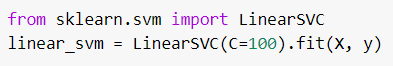 from sklearn.svm import LinearSVC
linear_svm = LinearSVC(C=100).fit(X, y)